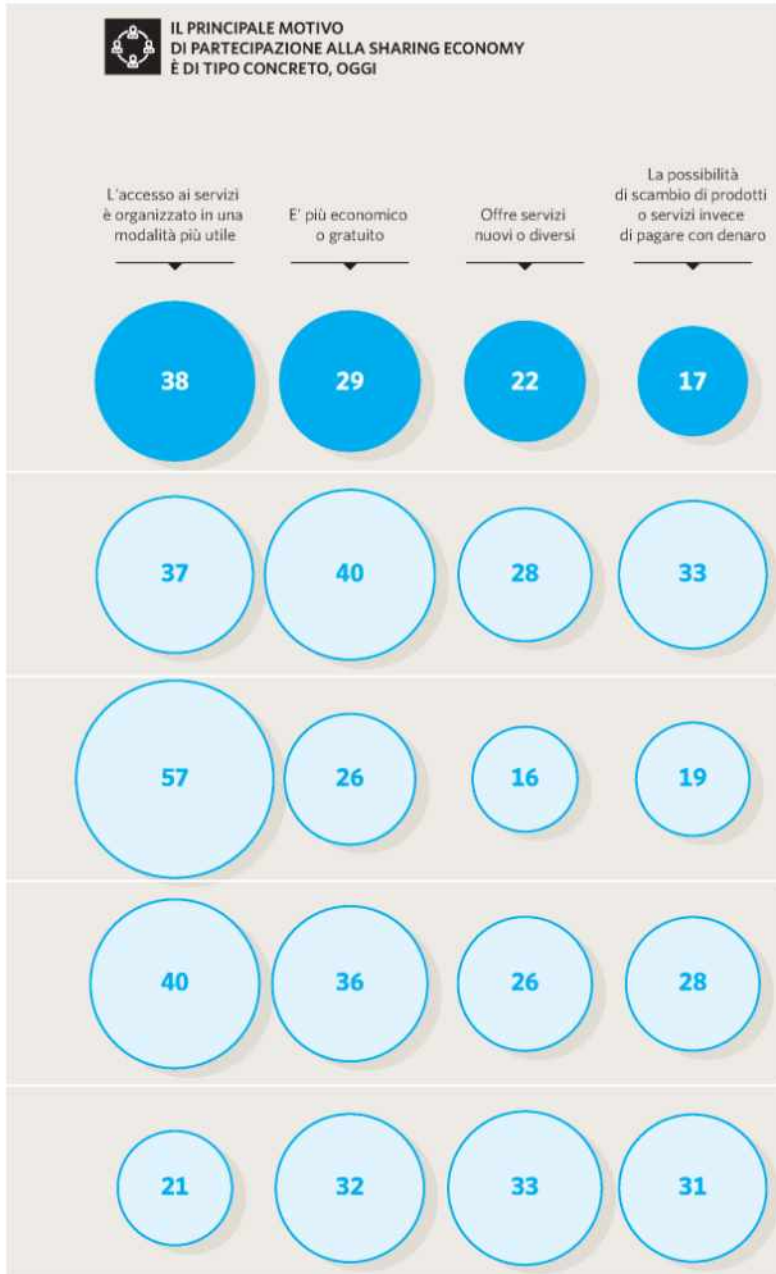 IL PRINCIPALE MOTIVO
DI PARTECIPAZIONE ALLA SHARING ECONOMY
È DI TIPO CONCRETO, OGGI
L'accesso ai servizi
è organizzato in una
modalità più utile
E' più economico
o gratuito
Offre servizi
nuovi o diversi
La possibilità
di scambio di prodotti
o servizi invece
di pagare con denaro
38 29 22 17
37 40 28 33
57 26 16 19
40 36 26 28
21 32 33 31